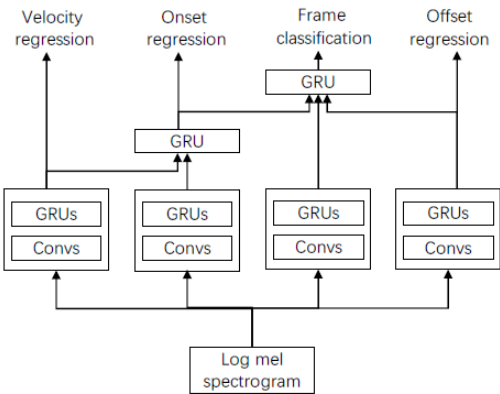 Velocity
regression
Onset
regression
Frame
classification
Offset
regression
GRU
GRU
GRUs
Convs
GRUs
Convs
GRUs
Convs
GRUs
Convs
Log mel
spectrogram